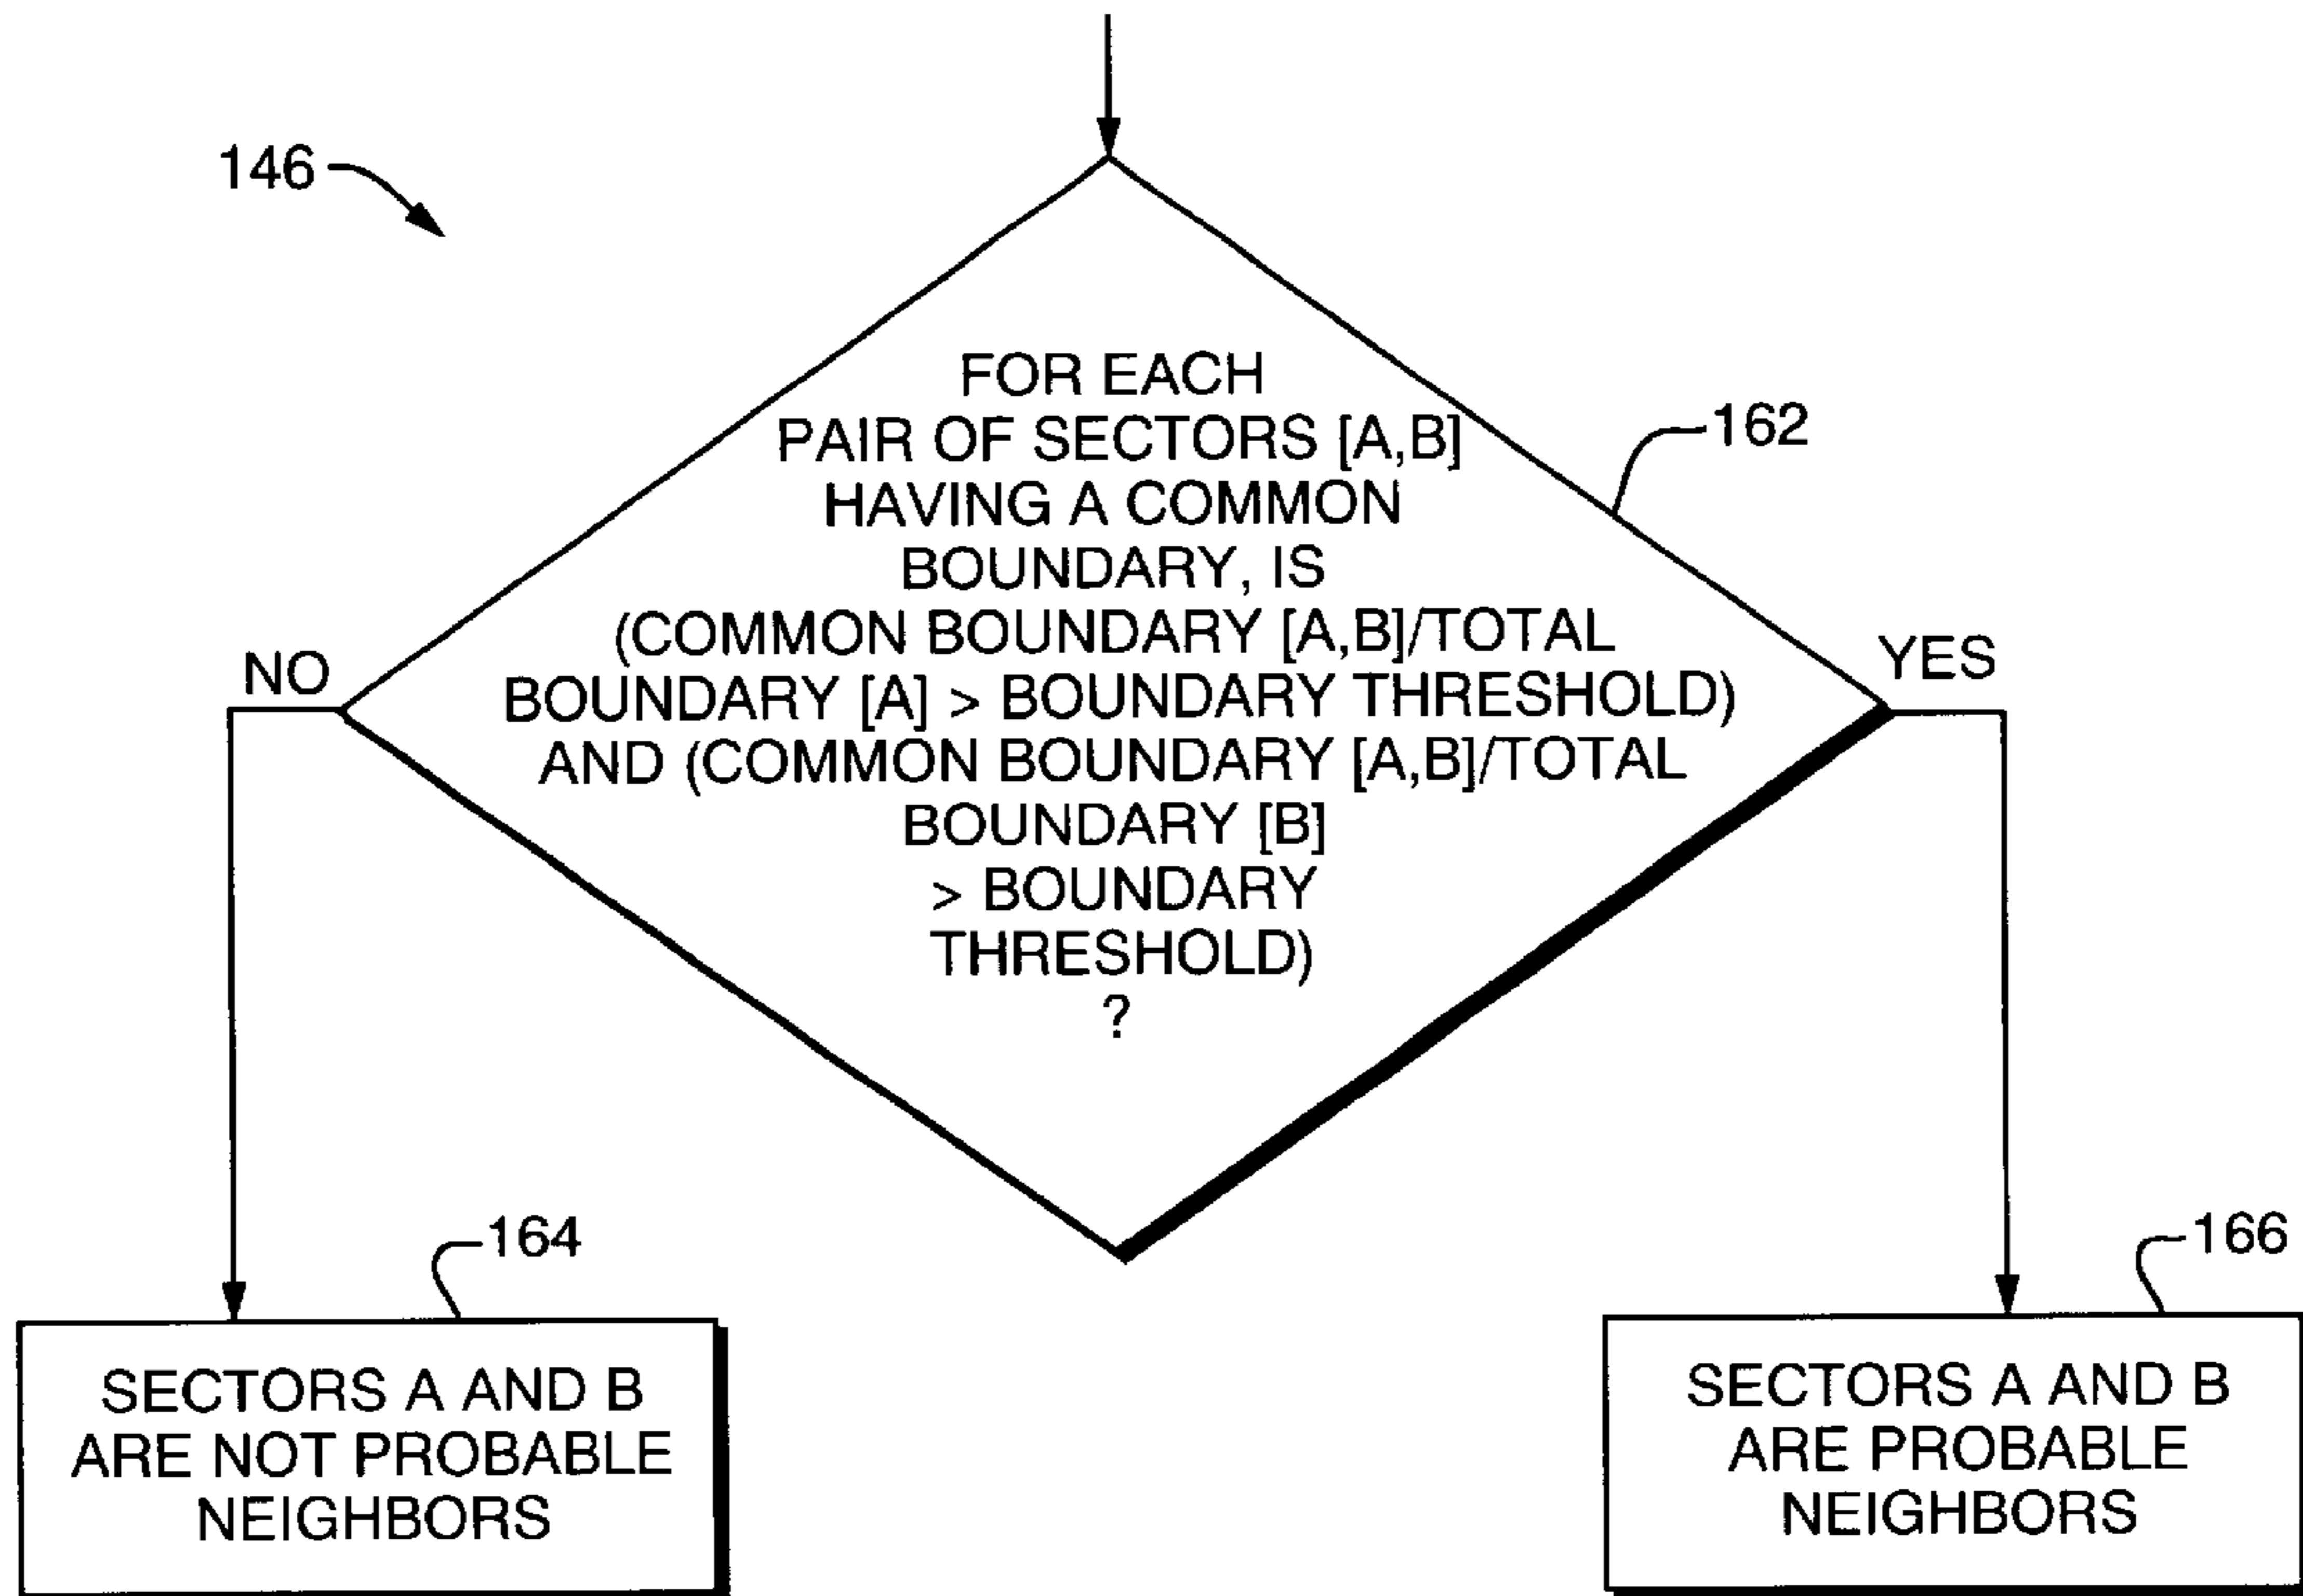 146
FOR EACH
PAIR OF SECTORS [A,B]
HAVING A COMMON
BOUNDARY, IS
(COMMON BOUNDARY [A,B]/TOTAL
BOUNDARY [A] > BOUNDARY THRESHOLD)
AND (COMMON BOUNDARY [A,B]/TOTAL
BOUNDARY [B]
> BOUNDARY
THRESHOLD)
?
162
NO
YES
164
SECTORS A AND B
ARE NOT PROBABLE
NEIGHBORS
166
SECTORS A AND B
ARE PROBABLE
NEIGHBORS